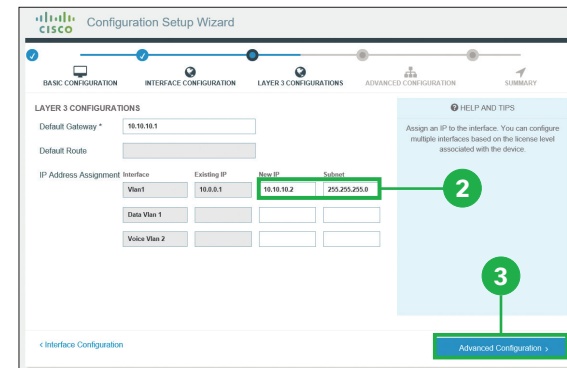 CISCO
Configuration Setup Wizard
BASIC CONFIGURATION
INTERFACE CONFIGURATION
LAYER 3 CONFIGURATIONS
ADVANCED CONFIGURATION
SUMMARY
LAYER 3 CONFIGURATIONS
Default Gateway * 10.10.10.1
Default Route
IP Address Assignment Interface Existing IP New IP Subnet
Vlan1 10.0.0.1 10.10.10.2 255.255.255.0
Data Vlan 1
Voice Vlan 2
HELP AND TIPS
Assign an IP to the interface. You can configure
multiple interfaces based on the license level
associated with the device.
2
3
‹ Interface Configuration
Advanced Configuration ›